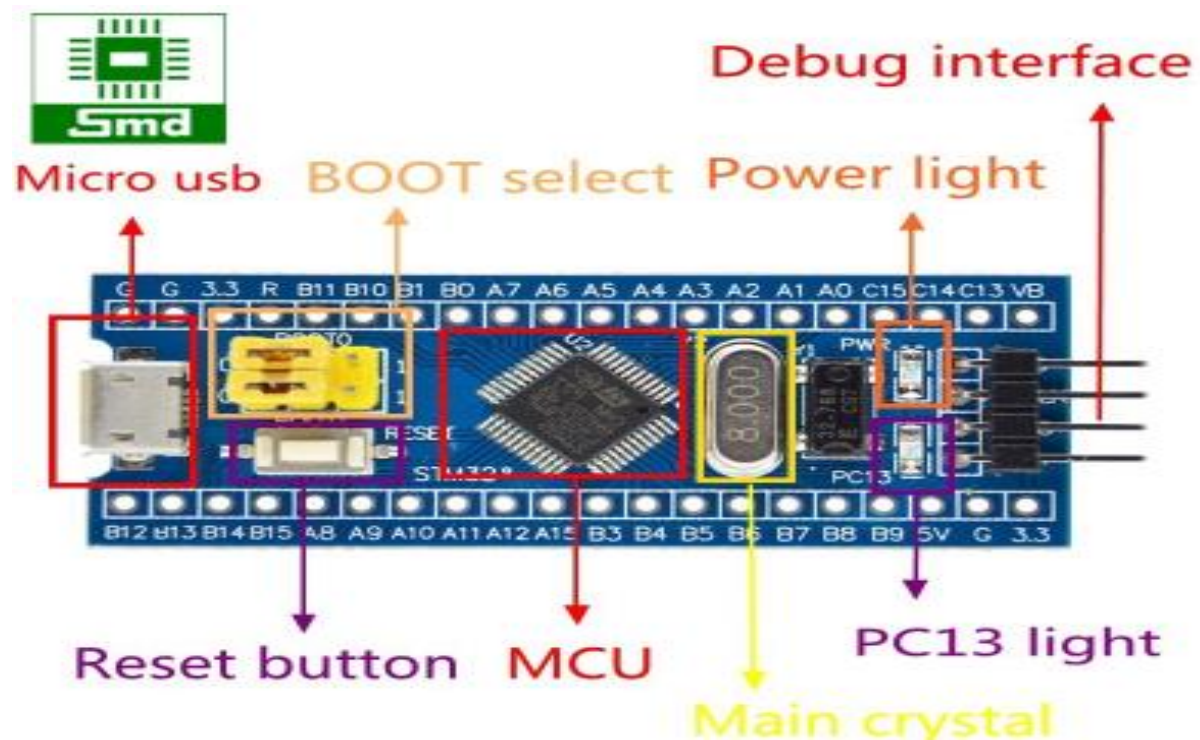 Smd
Debug interface
Micro usb
BOOT select
Power light
G G 3.3 R B11 B10 B1 B0 A7 A6 A5 A4 A3 A2 A1 A0 C15 C14 C13 VB
PWR
8.000
RESET
STM32
PC13
B12 B13 B14 B15 A8 A9 A10 A11 A12 A15 B3 B4 B5 B6 B7 B8 B9 5V G 3.3
Reset button
MCU
PC13 light
Main crystal